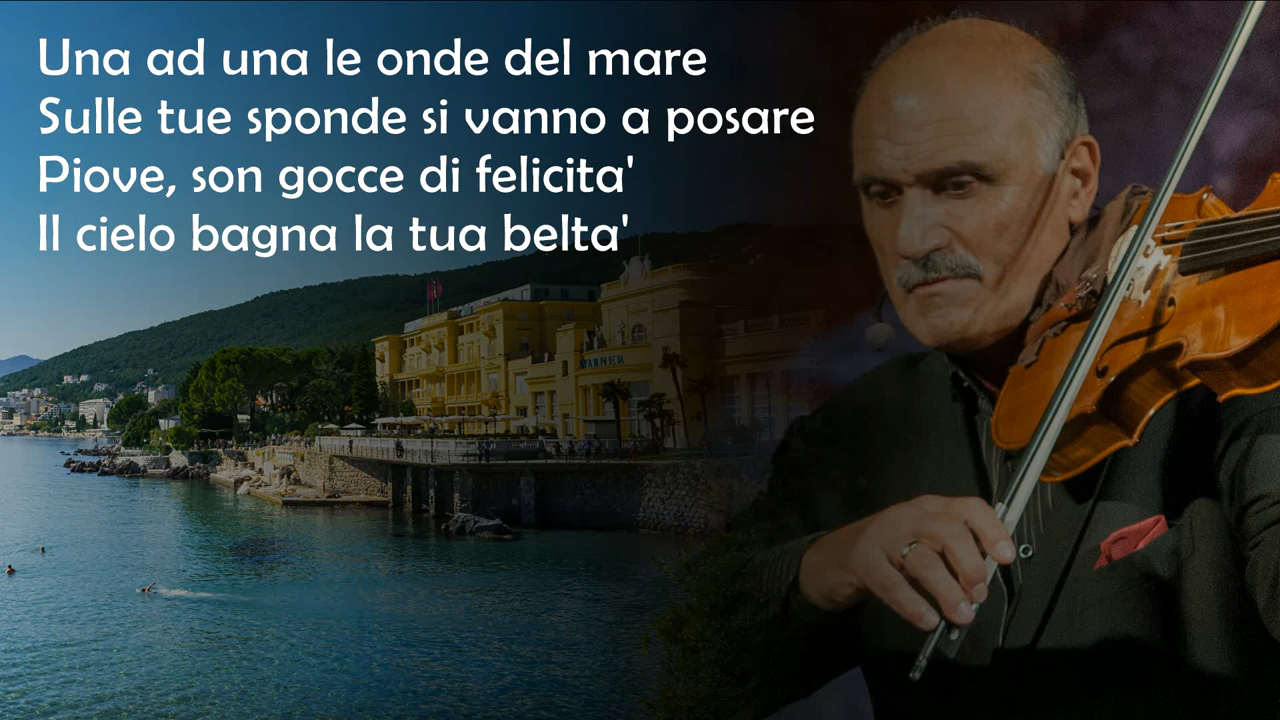 Una ad una le onde del mare
Sulle tue sponde si vanno a posare
Piove, son gocce di felicita'
Il cielo bagna la tua belta'
KVARNER